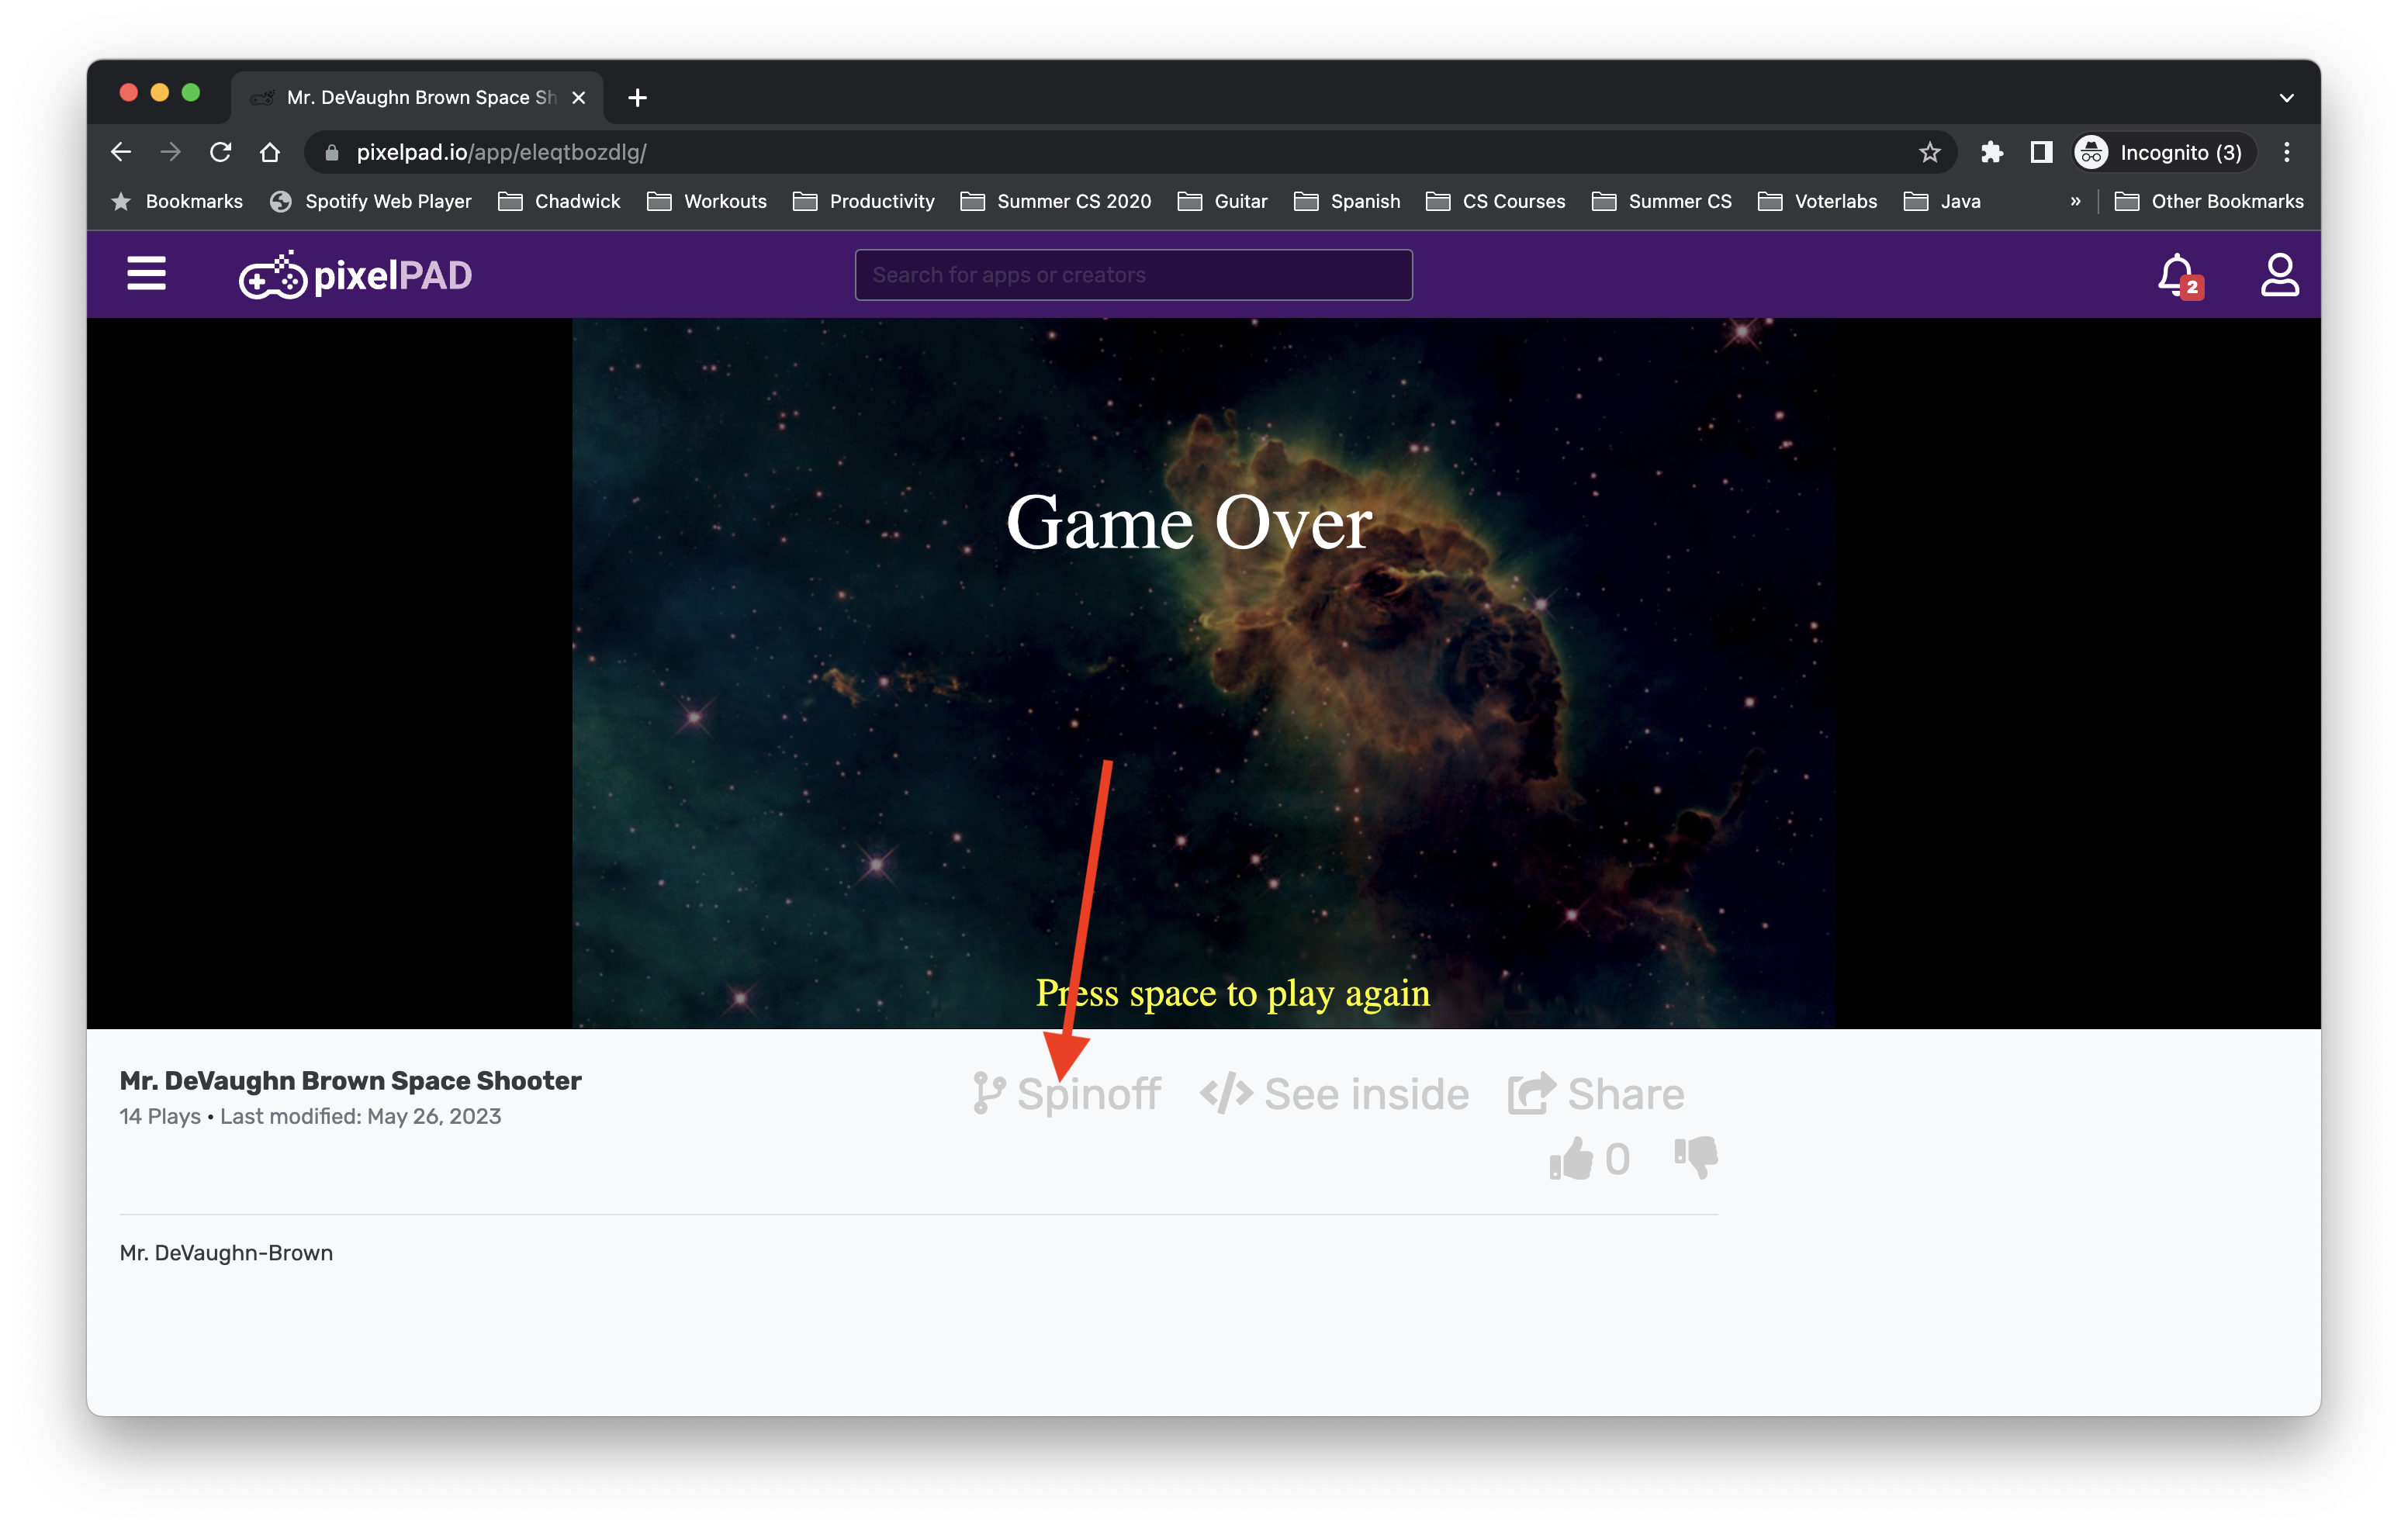 Mr. DeVaughn Brown Space Sh
pixelpad.io/app/eleqtbozdlg/
Incognito (3)
Bookmarks Spotify Web Player Chadwick Workouts Productivity Summer CS 2020 Guitar Spanish CS Courses Summer CS Voterlabs Java » Other Bookmarks
pixelPAD
Search for apps or creators
2
Game Over
Press space to play again
Mr. DeVaughn Brown Space Shooter
Spinoff </> See inside Share
14 Plays • Last modified: May 26, 2023
0
Mr. DeVaughn-Brown